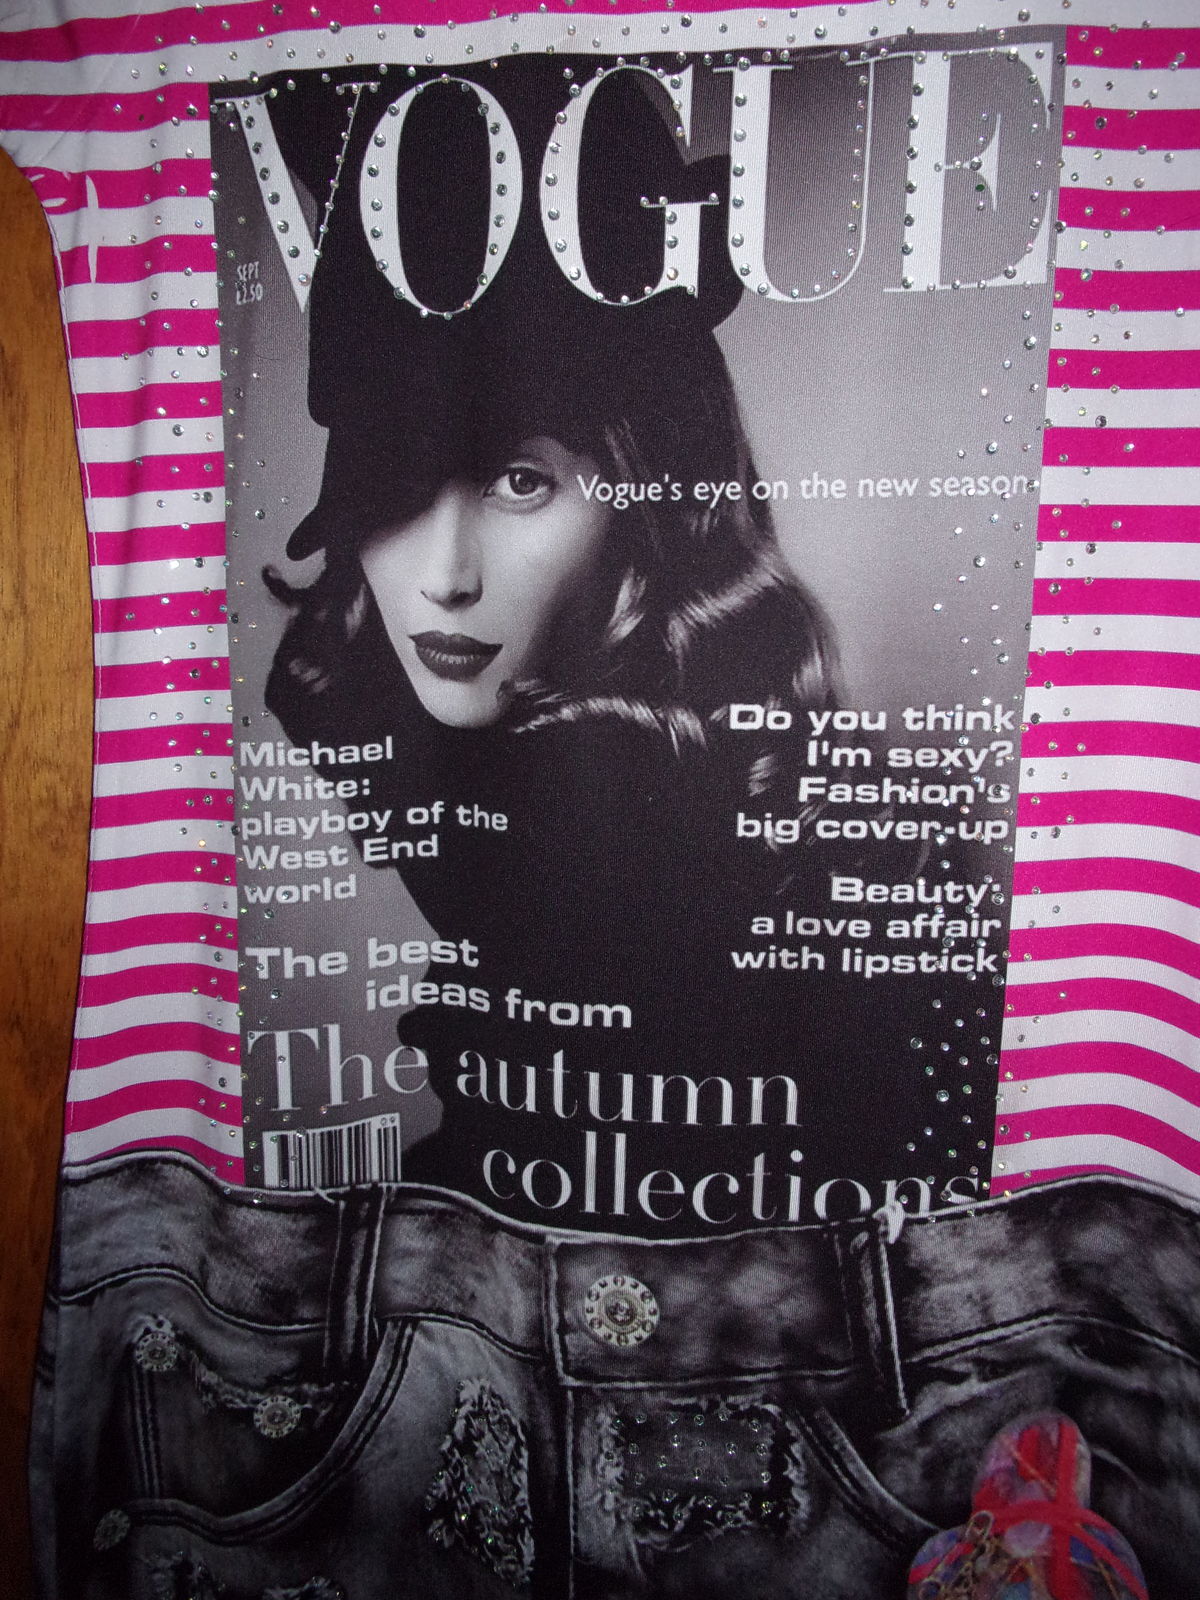 VOGUE
SEPT
£2.50
Vogue's eye on the new season
Michael
White:
playboy of the
West End
world
Do you think
I'm sexy?
Fashion's
big cover-up
Beauty:
a love affair
with lipstick
The best
ideas from
The autumn
collections